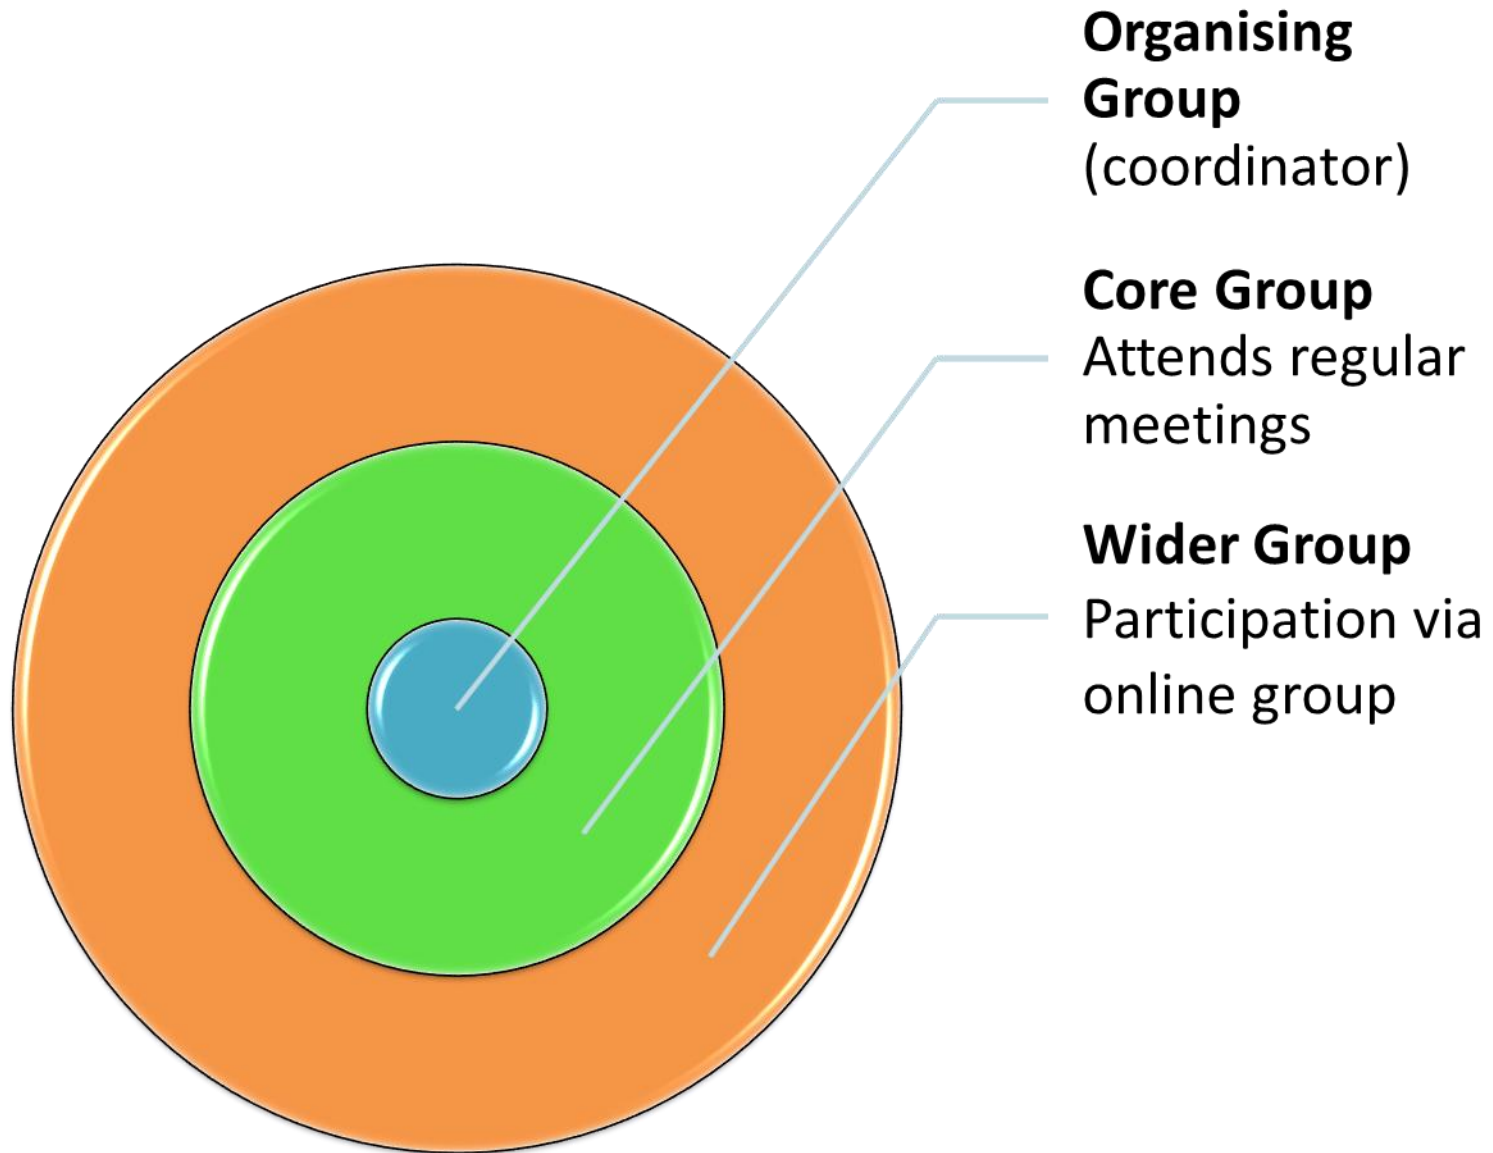 Organising
Group
(coordinator)
Core Group
Attends regular
meetings
Wider Group
Participation via
online group